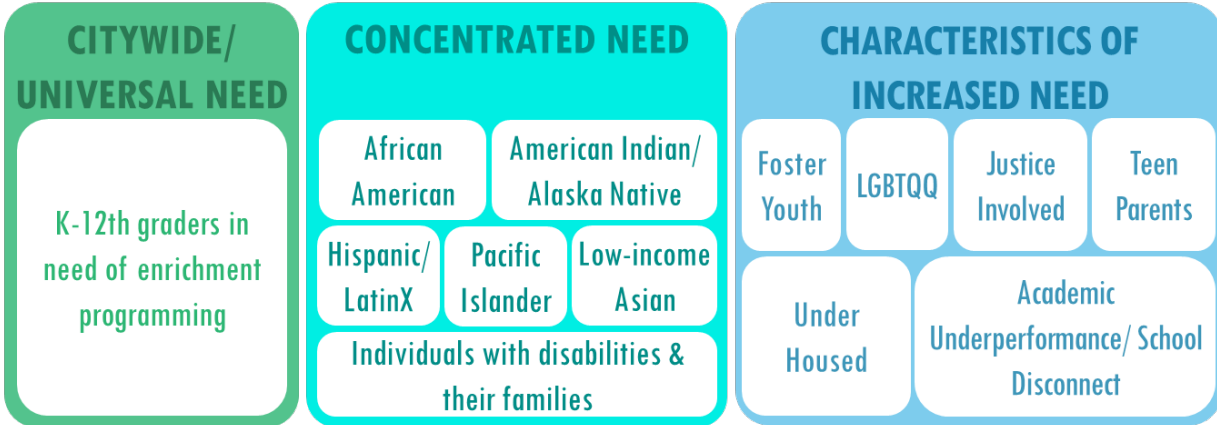 CITYWIDE/
UNIVERSAL NEED
K-12th graders in
need of enrichment
programming
CONCENTRATED NEED
African
American
American Indian/
Alaska Native
Hispanic/
LatinX
Pacific
Islander
Low-income
Asian
Individuals with disabilities &
their families
CHARACTERISTICS OF
INCREASED NEED
Foster
Youth
LGBTQQ
Justice
Involved
Teen
Parents
Under
Housed
Academic
Underperformance/ School
Disconnect